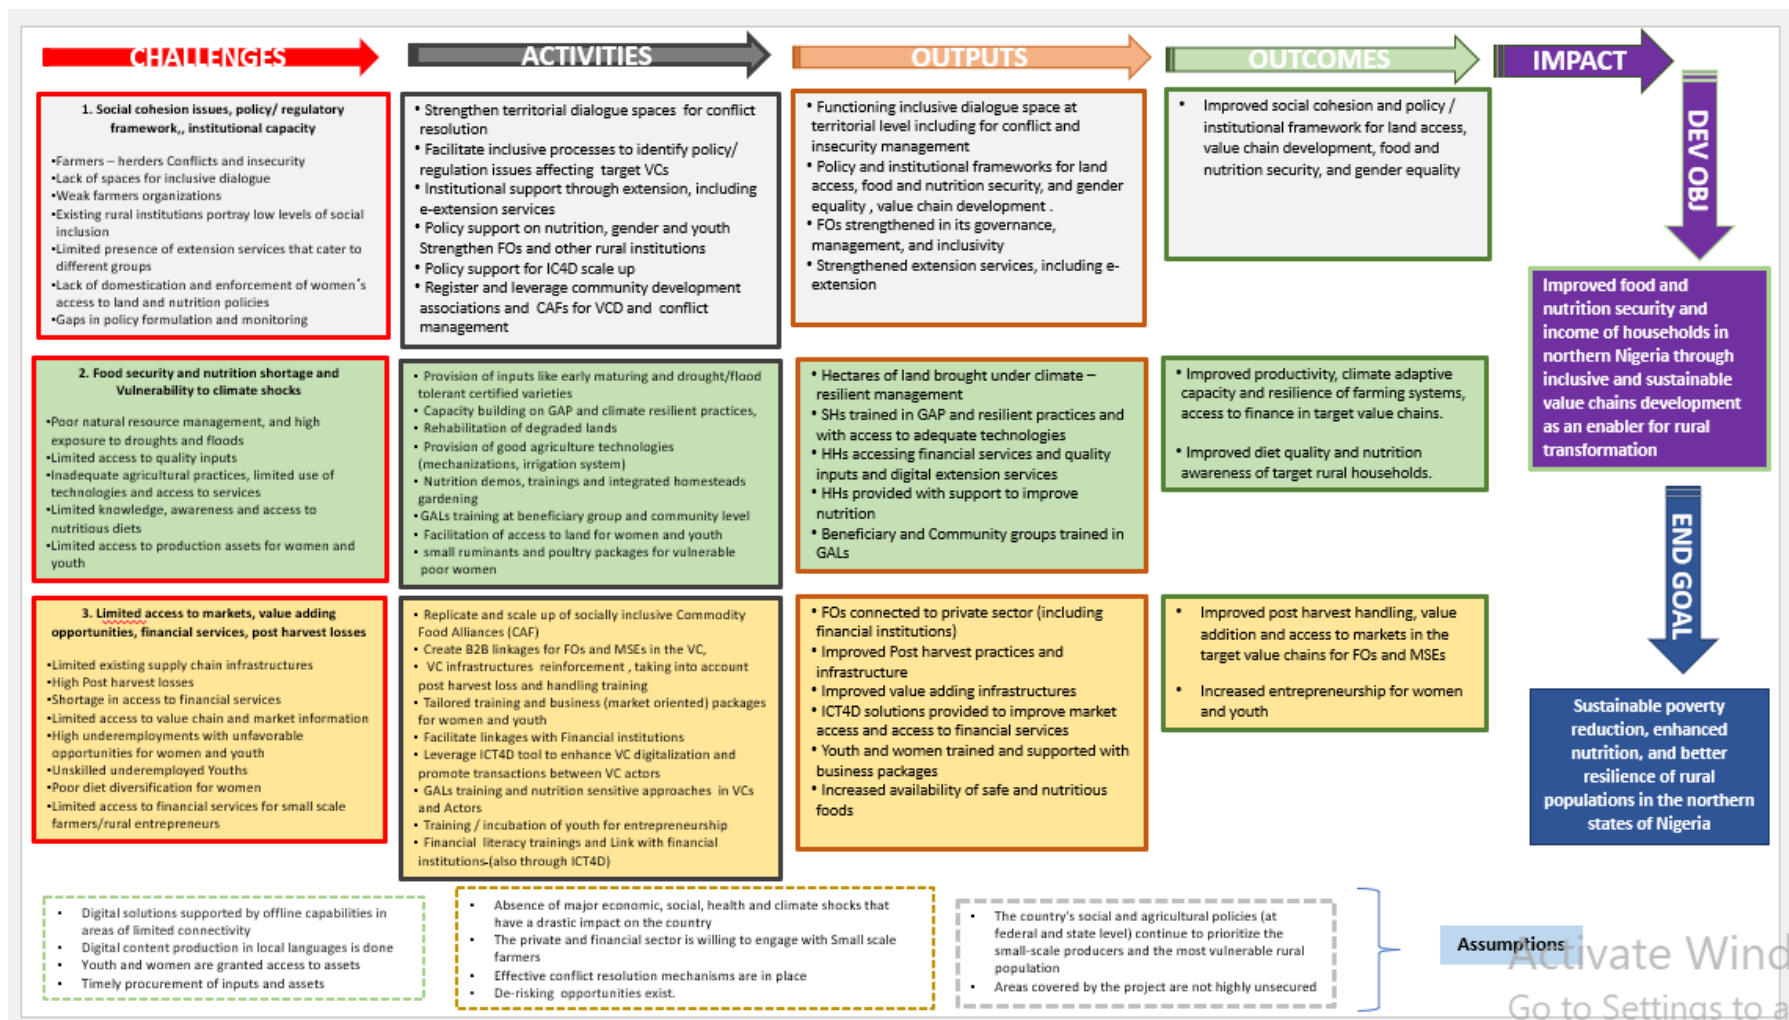 CHALLENGES
ACTIVITIES
OUTPUTS
OUTCOMES
IMPACT
1. Social cohesion issues, policy/ regulatory
framework,, institutional capacity
•Farmers – herders Conflicts and insecurity
•Lack of spaces for inclusive dialogue
•Weak farmers organizations
•Existing rural institutions portray low levels of social
inclusion
•Limited presence of extension services that cater to
different groups
•Lack of domestication and enforcement of women´s
access to land and nutrition policies
•Gaps in policy formulation and monitoring
• Strengthen territorial dialogue spaces for conflict
resolution
• Facilitate inclusive processes to identify policy/
regulation issues affecting target VCs
• Institutional support through extension, including
e-extension services
• Policy support on nutrition, gender and youth
Strengthen FOs and other rural institutions
• Policy support for IC4D scale up
• Register and leverage community development
associations and CAFs for VCD and conflict
management
• Functioning inclusive dialogue space at
territorial level including for conflict and
insecurity management
• Policy and institutional frameworks for land
access, food and nutrition security, and gender
equality , value chain development .
• FOs strengthened in its governance,
management, and inclusivity
• Strengthened extension services, including e-
extension
• Improved social cohesion and policy /
institutional framework for land access,
value chain development, food and
nutrition security, and gender equality
DEV OBJ
Improved food and
nutrition security and
income of households in
northern Nigeria through
inclusive and sustainable
value chains development
as an enabler for rural
transformation
2. Food security and nutrition shortage and
Vulnerability to climate shocks
•Poor natural resource management, and high
exposure to droughts and floods
•Limited access to quality inputs
•Inadequate agricultural practices, limited use of
technologies and access to services
•Limited knowledge, awareness and access to
nutritious diets
•Limited access to production assets for women and
youth
• Provision of inputs like early maturing and drought/flood
tolerant certified varieties
• Capacity building on GAP and climate resilient practices,
• Rehabilitation of degraded lands
• Provision of good agriculture technologies
(mechanizations, irrigation system)
• Nutrition demos, trainings and integrated homesteads
gardening
•GALs training at beneficiary group and community level
• Facilitation of access to land for women and youth
• small ruminants and poultry packages for vulnerable
poor women
• Hectares of land brought under climate –
resilient management
• SHs trained in GAP and resilient practices and
with access to adequate technologies
• HHs accessing financial services and quality
inputs and digital extension services
• HHs provided with support to improve
nutrition
• Beneficiary and Community groups trained in
GALs
• Improved productivity, climate adaptive
capacity and resilience of farming systems,
access to finance in target value chains.
• Improved diet quality and nutrition
awareness of target rural households.
END GOAL
3. Limited access to markets, value adding
opportunities, financial services, post harvest losses
•Limited existing supply chain infrastructures
•High Post harvest losses
•Shortage in access to financial services
•Limited access to value chain and market information
•High underemployments with unfavorable
opportunities for women and youth
•Unskilled underemployed Youths
•Poor diet diversification for women
•Limited access to financial services for small scale
farmers/rural entrepreneurs
• Replicate and scale up of socially inclusive Commodity
Food Alliances (CAF)
• Create B2B linkages for FOs and MSEs in the VC,
• VC infrastructures reinforcement , taking into account
post harvest loss and handling training
• Tailored training and business (market oriented) packages
for women and youth
• Facilitate linkages with Financial institutions
• Leverage ICT4D tool to enhance VC digitalization and
promote transactions between VC actors
• GALs training and nutrition sensitive approaches in VCs
and Actors
• Training / incubation of youth for entrepreneurship
• Financial literacy trainings and Link with financial
institutions-(also through ICT4D)
• FOs connected to private sector (including
financial institutions)
• Improved Post harvest practices and
infrastructure
• Improved value adding infrastructures
• ICT4D solutions provided to improve market
access and access to financial services
• Youth and women trained and supported with
business packages
• Increased availability of safe and nutritious
foods
• Improved post harvest handling, value
addition and access to markets in the
target value chains for FOs and MSEs
• Increased entrepreneurship for women
and youth
Sustainable poverty
reduction, enhanced
nutrition, and better
resilience of rural
populations in the northern
states of Nigeria
• Digital solutions supported by offline capabilities in
areas of limited connectivity
• Digital content production in local languages is done
• Youth and women are granted access to assets
• Timely procurement of inputs and assets
• Absence of major economic, social, health and climate shocks that
have a drastic impact on the country
• The private and financial sector is willing to engage with Small scale
farmers
• Effective conflict resolution mechanisms are in place
• De-risking opportunities exist.
• The country's social and agricultural policies (at
federal and state level) continue to prioritize the
small-scale producers and the most vulnerable rural
population
• Areas covered by the project are not highly unsecured
Assumptions
Activate Wind
Go to Settings to a